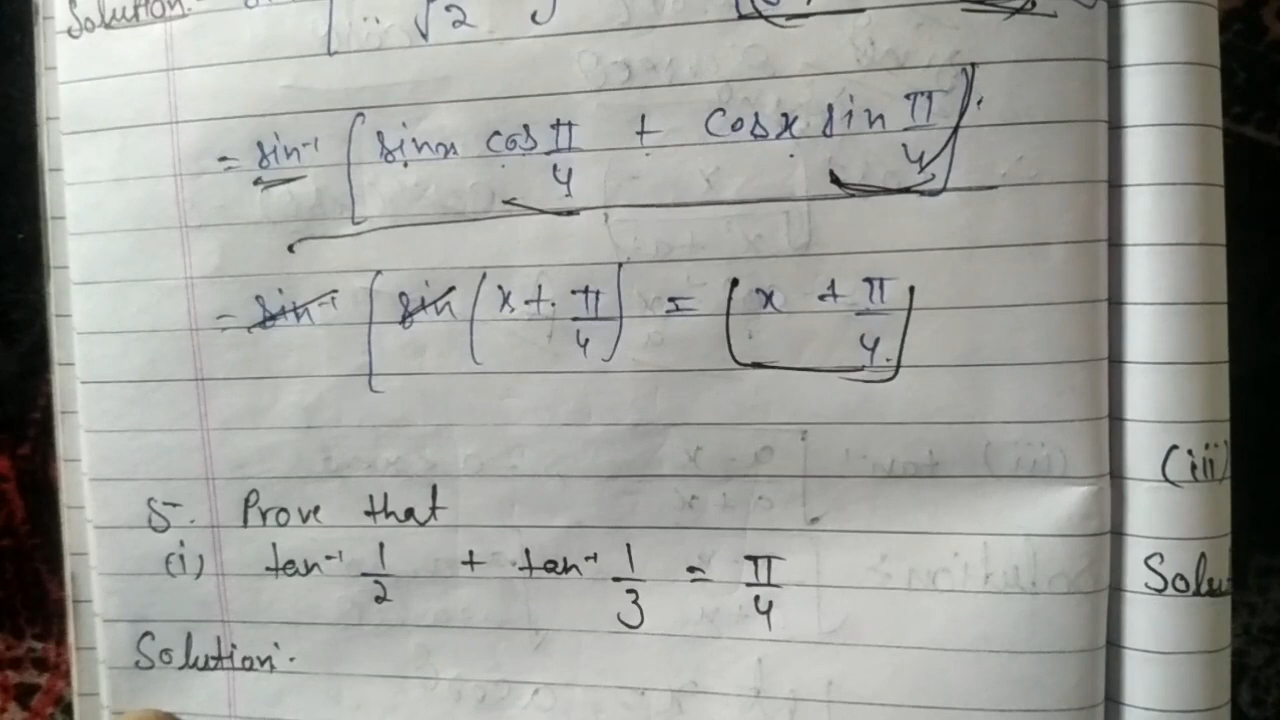 Solution.
√2
= sin⁻¹ [sinx cos π/4 + cosx sin π/4].
= sin⁻¹ [sin (x + π/4) = [x + π/4]
(iii)
5. Prove that
(i) tan⁻¹ 1/2 + tan⁻¹ 1/3 = π/4
Solu
Solution.